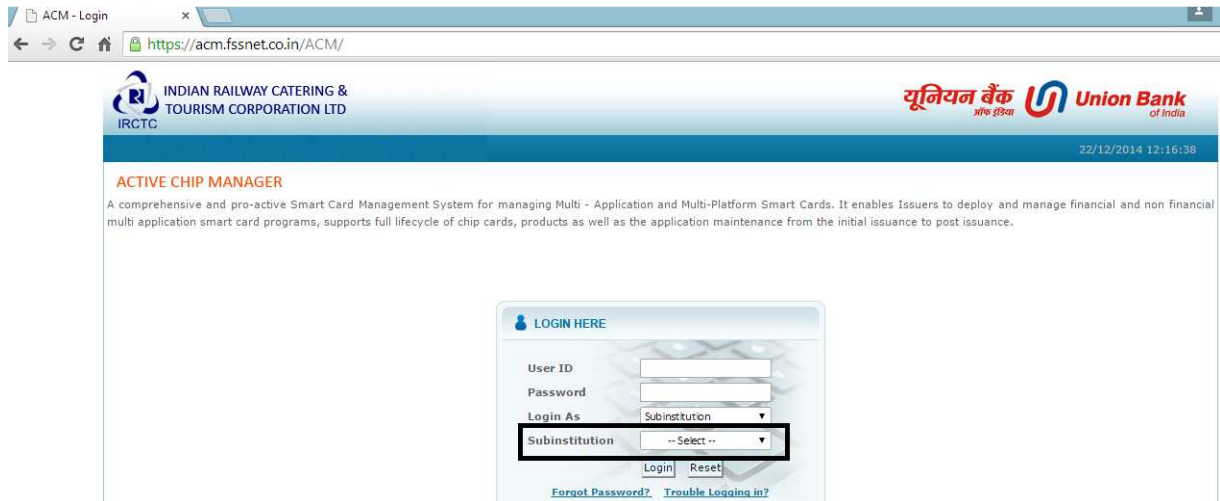 ACM - Login
https://acm.fssnet.co.in/ACM/
INDIAN RAILWAY CATERING &
TOURISM CORPORATION LTD
IRCTC
यूनियन बैंक
ऑफ इंडिया
Union Bank
of India
22/12/2014 12:16:38
ACTIVE CHIP MANAGER
A comprehensive and pro-active Smart Card Management System for managing Multi - Application and Multi-Platform Smart Cards. It enables Issuers to deploy and manage financial and non financial
multi application smart card programs, supports full lifecycle of chip cards, products as well as the application maintenance from the initial issuance to post issuance.
LOGIN HERE
User ID
Password
Login As Subinstitution
Subinstitution -- Select --
Login Reset
Forgot Password? Trouble Logging in?